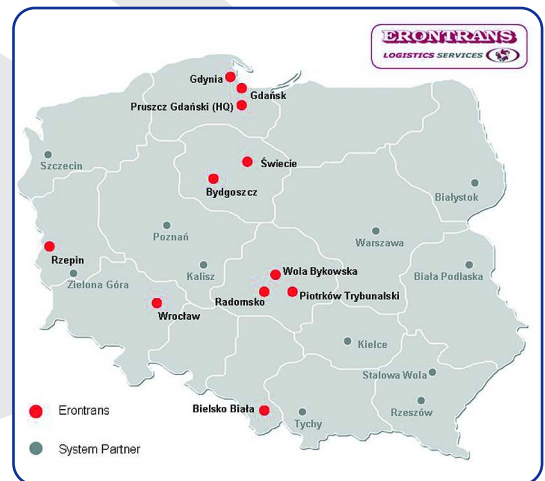 ERONTRANS
LOGISTICS SERVICES
Gdynia
Gdańsk
Pruszcz Gdański (HQ)
Szczecin
Świecie
Bydgoszcz
Białystok
Poznań
Warszawa
Rzepin
Kalisz
Wola Bykowska
Biała Podlaska
Zielona Góra
Radomsko
Piotrków Trybunalski
Wrocław
Kielce
Stalowa Wola
Bielsko Biała
Rzeszów
Tychy
Erontrans
System Partner